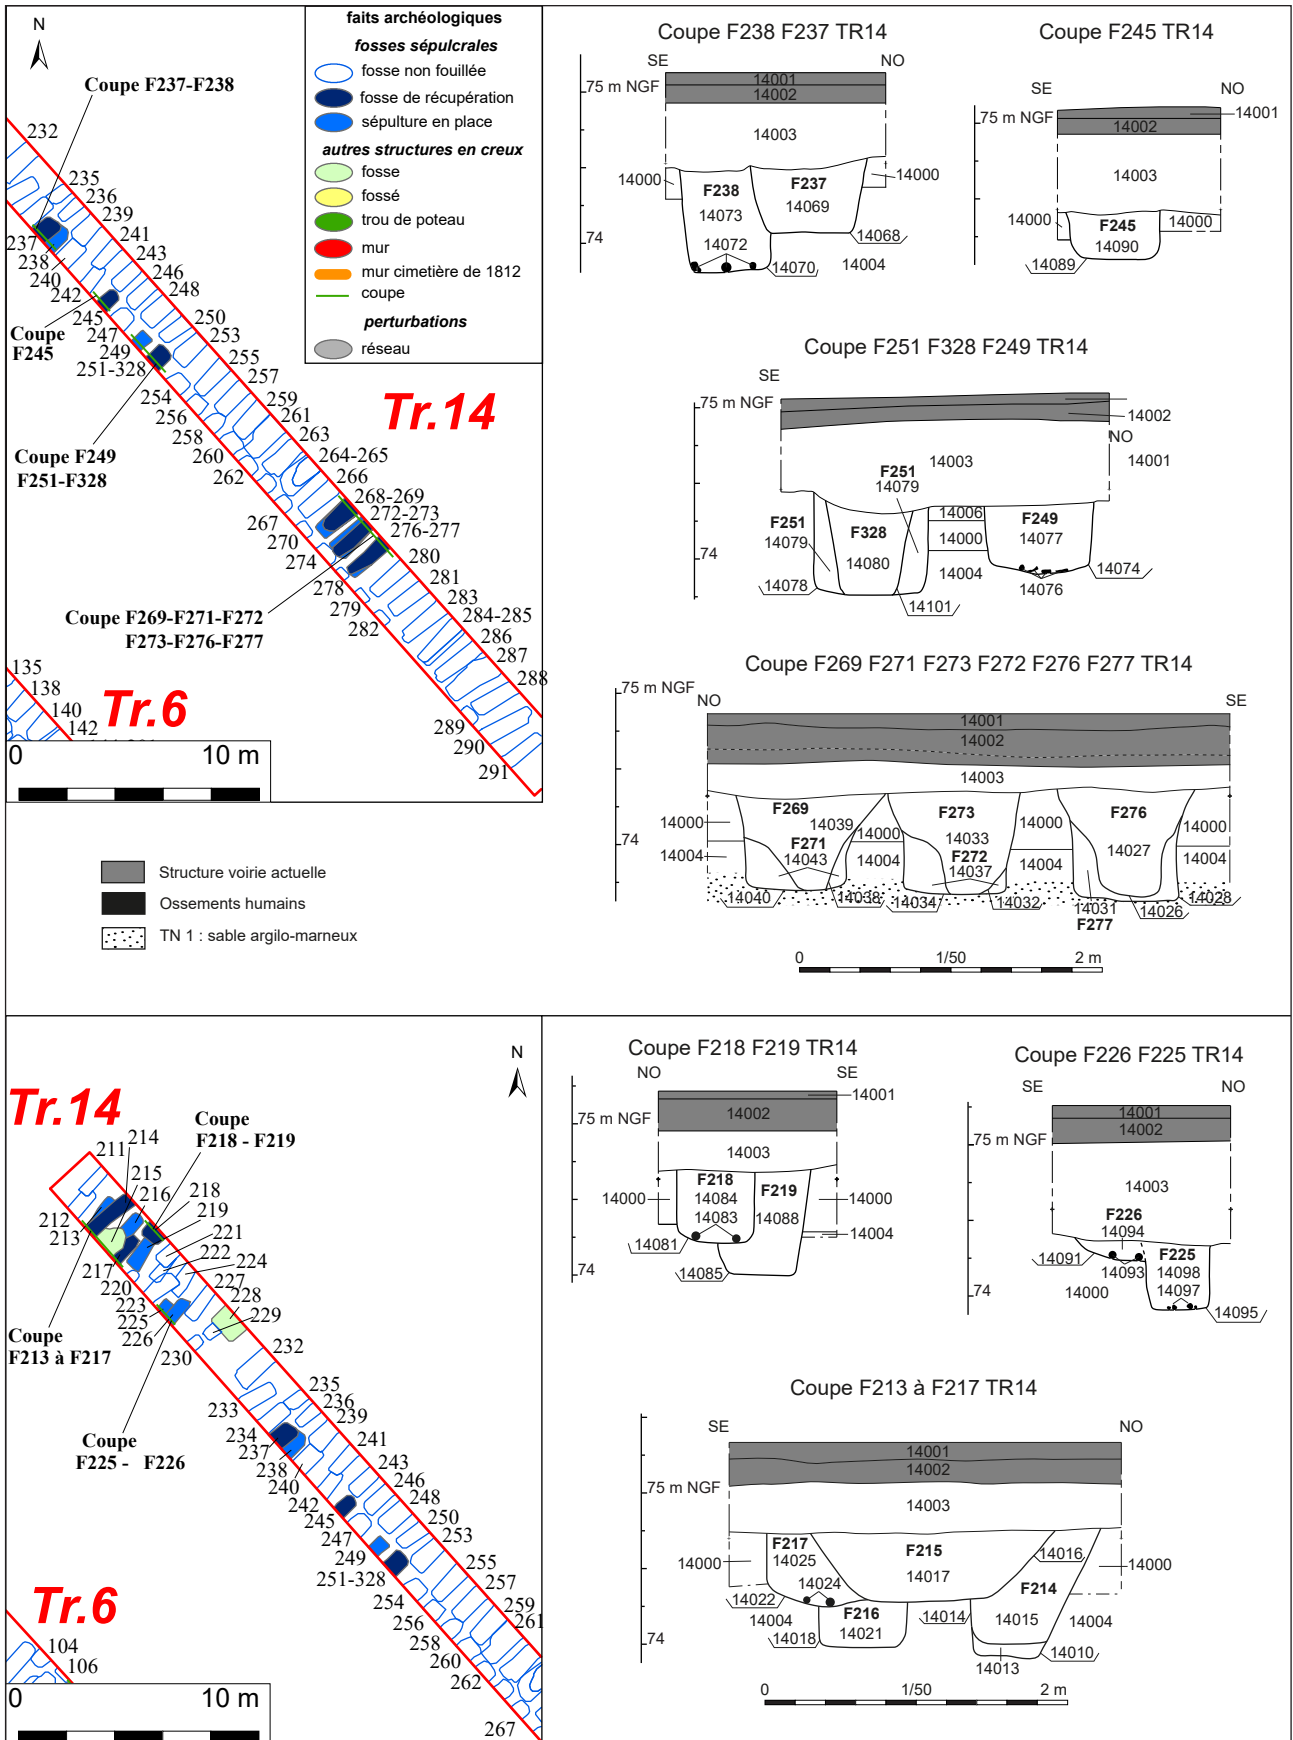 N
Coupe F237-F238
232
235
236
239
241
243
246
248
250
253
255
257
259
261
263
264-265
266
268-269
272-273
276-277
280
281
283
284-285
286
287
288
237
238
240
242
245
247
249
251-328
254
256
258
260
262
267
270
274
278
279
282
289
290
291
Coupe
F245
Coupe F249
F251-F328
Coupe F269-F271-F272
F273-F276-F277
Tr.14
135
138
140
142
Tr.6
0 10 m
faits archéologiques
fosses sépulcrales
fosse non fouillée
fosse de récupération
sépulture en place
autres structures en creux
fosse
fossé
trou de poteau
mur
mur cimetière de 1812
coupe
perturbations
réseau
Structure voirie actuelle
Ossements humains
TN 1 : sable argilo-marneux
Coupe F238 F237 TR14
SE NO
75 m NGF
14001
14002
14003
14000 F238 F237 14000
14073 14069
74 14072 14068
14070 14004
Coupe F245 TR14
SE NO
75 m NGF 14001
14002
14003
14000 F245 14000
14090
14089
Coupe F251 F328 F249 TR14
SE
75 m NGF
14002
NO
14003 14001
F251
14079
14006
F251 F328 14000 F249
14079 14080 14077
74 14004 14074
14078 14101 14076
Coupe F269 F271 F273 F272 F276 F277 TR14
75 m NGF
NO SE
14001
14002
14003
F269 F273 F276
14000 14039 14000 14033 14000 14000
74 F271 F272 14027
14004 14043 14004 14037 14004 14004
14040 14038 14034 14032 14031 14026 14028
F277
0 1/50 2 m
N
Tr.14
Coupe
F218 - F219
211
214
215
216
218
219
221
222
224
227
228
229
232
235
236
239
241
243
246
248
250
253
255
257
259
261
212
213
217
220
223
225
226
230
233
234
237
238
240
242
245
247
249
251-328
254
256
258
260
262
267
Coupe
F213 à F217
Coupe
F225 - F226
Tr.6
104
106
0 10 m
Coupe F218 F219 TR14
NO SE
75 m NGF 14001
14002
14003
F218 F219
14000 14084 14000
14083 14088
14081 14004
74 14085
Coupe F226 F225 TR14
SE NO
75 m NGF
14001
14002
14003
F226
14094
14091 F225
14093 14098
14000 14097
74 14095
Coupe F213 à F217 TR14
SE NO
75 m NGF
14001
14002
14003
F217 F215 14016
14000 14025 14017 14000
14024 F214
14022
14004 F216 14014 14015 14004
74 14018 14021 14010
14013
0 1/50 2 m